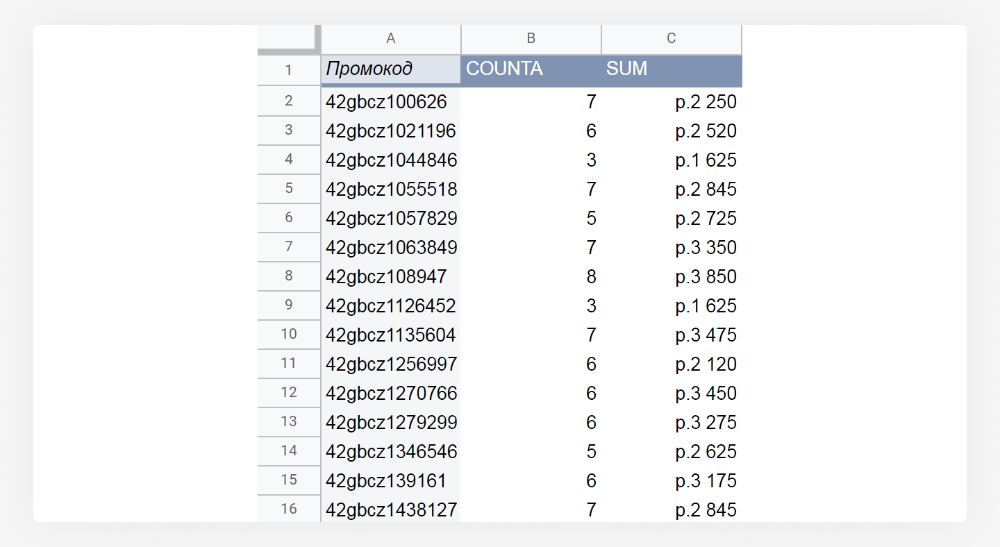 A B C
1 Промокод COUNTA SUM
2 42gbcz100626 7 р.2 250
3 42gbcz1021196 6 р.2 520
4 42gbcz1044846 3 р.1 625
5 42gbcz1055518 7 р.2 845
6 42gbcz1057829 5 р.2 725
7 42gbcz1063849 7 р.3 350
8 42gbcz108947 8 р.3 850
9 42gbcz1126452 3 р.1 625
10 42gbcz1135604 7 р.3 475
11 42gbcz1256997 6 р.2 120
12 42gbcz1270766 6 р.3 450
13 42gbcz1279299 6 р.3 275
14 42gbcz1346546 5 р.2 625
15 42gbcz139161 6 р.3 175
16 42gbcz1438127 7 р.2 845